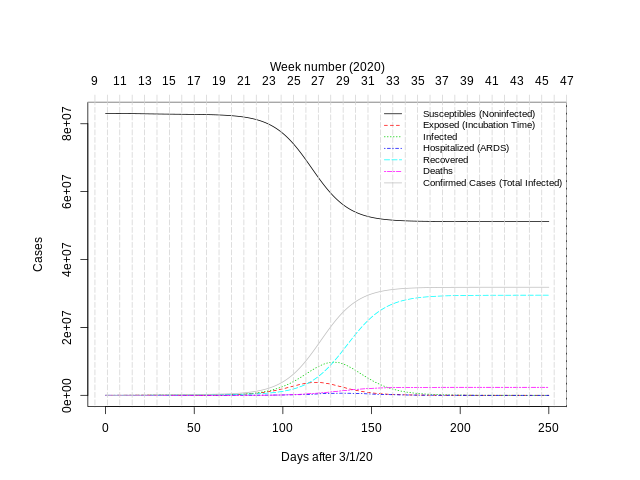 Week number (2020)
9 11 13 15 17 19 21 23 25 27 29 31 33 35 37 39 41 43 45 47
Susceptibles (Noninfected)
Exposed (Incubation Time)
Infected
Hospitalized (ARDS)
Recovered
Deaths
Confirmed Cases (Total Infected)
Cases
8e+07
6e+07
4e+07
2e+07
0e+00
0 50 100 150 200 250
Days after 3/1/20